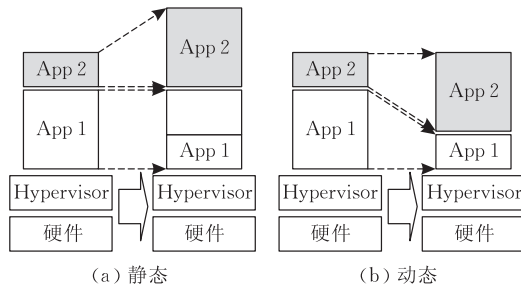 App 2
App 1
Hypervisor
硬件
App 2
App 1
Hypervisor
硬件
(a) 静态
App 2
App 1
Hypervisor
硬件
App 2
App 1
Hypervisor
硬件
(b) 动态